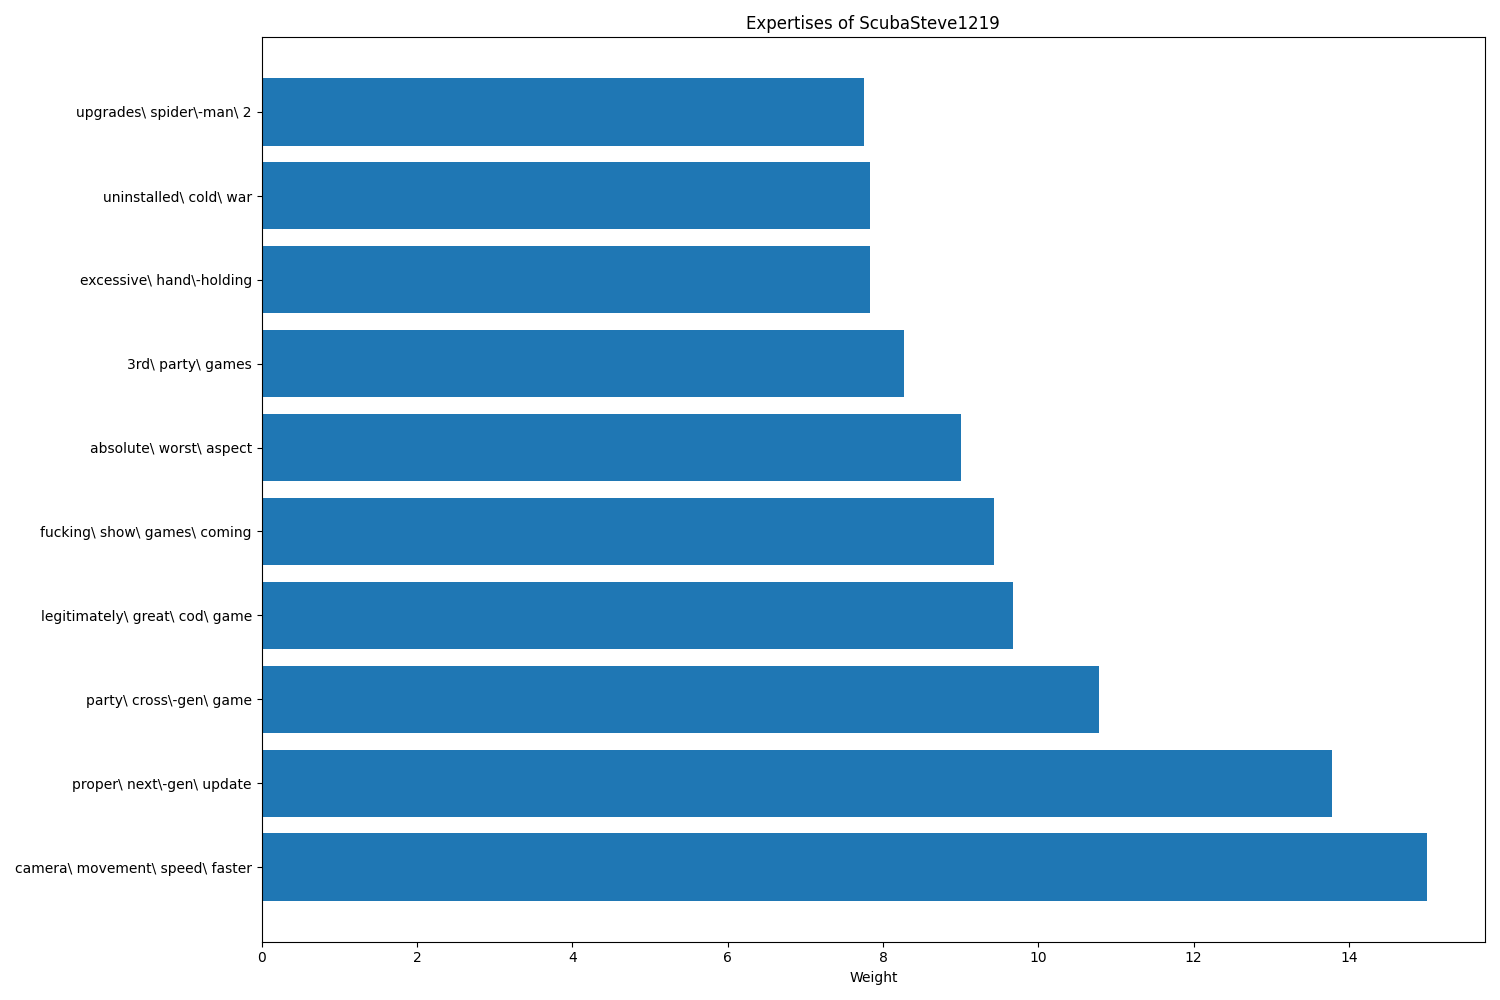 Expertises of ScubaSteve1219
upgrades\ spider\-man\ 2
uninstalled\ cold\ war
excessive\ hand\-holding
3rd\ party\ games
absolute\ worst\ aspect
fucking\ show\ games\ coming
legitimately\ great\ cod\ game
party\ cross\-gen\ game
proper\ next\-gen\ update
camera\ movement\ speed\ faster
0 2 4 6 8 10 12 14
Weight